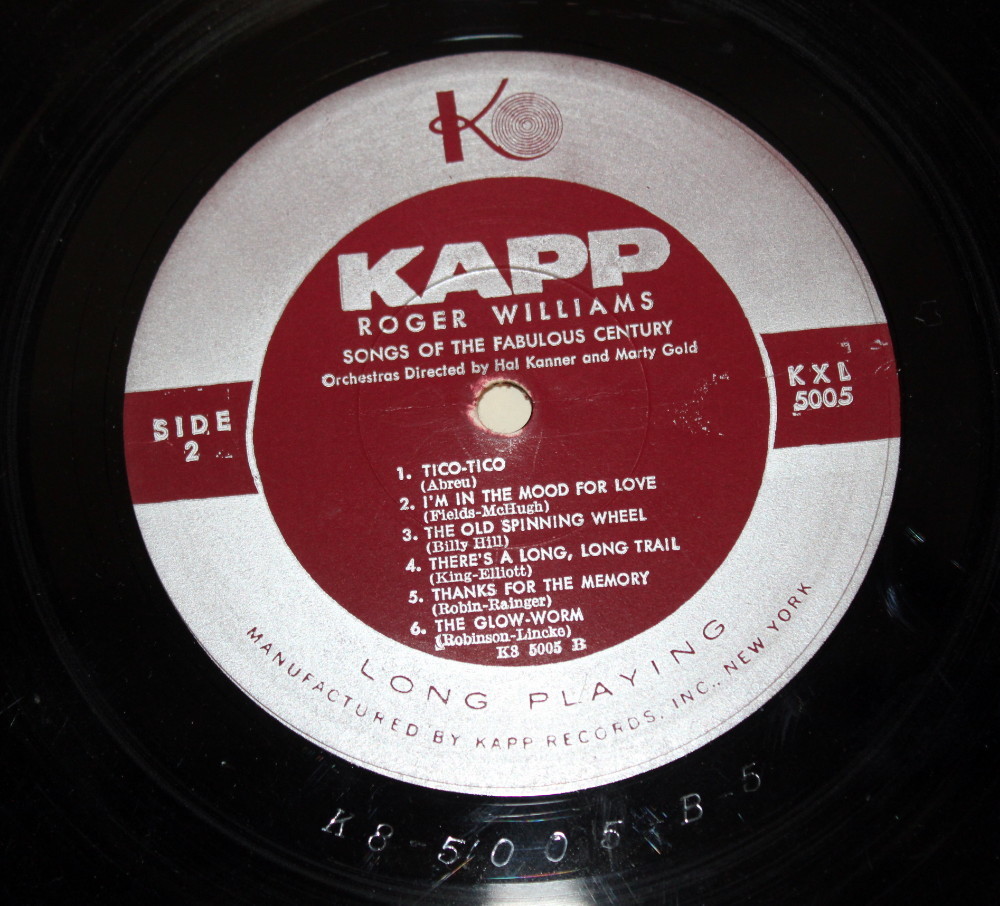 K
KAPP
ROGER WILLIAMS
SONGS OF THE FABULOUS CENTURY
Orchestras Directed by Hal Kanner and Marty Gold
SIDE
2
KXL
5005
1. TICO-TICO
(Abreu)
2. I'M IN THE MOOD FOR LOVE
(Fields-McHugh)
3. THE OLD SPINNING WHEEL
(Billy Hill)
4. THERE'S A LONG, LONG TRAIL
(King-Elliott)
5. THANKS FOR THE MEMORY
(Robin-Rainger)
6. THE GLOW-WORM
(Robinson-Lincke)
K8 5005 B
LONG PLAYING
MANUFACTURED BY KAPP RECORDS, INC., NEW YORK
K8-5005-B-5